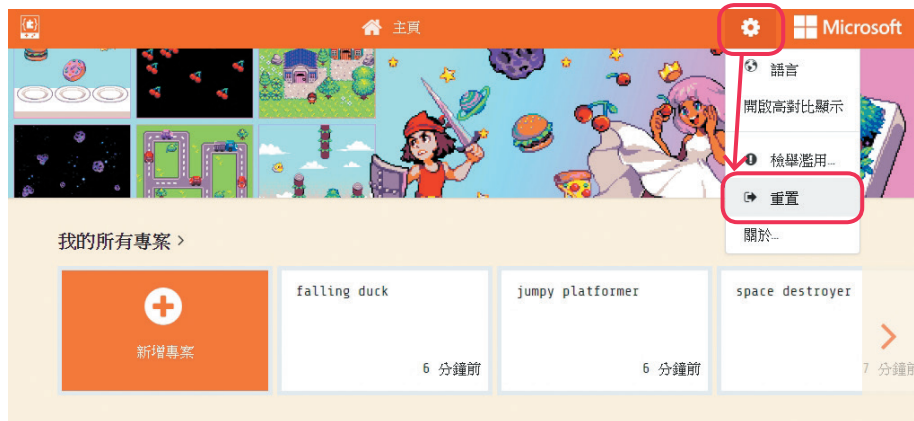 主頁
Microsoft
語言
開啟高對比顯示
檢舉濫用...
重置
關於...
我的所有專案 >
新增專案
falling duck
6 分鐘前
jumpy platformer
6 分鐘前
space destroyer
7 分鐘前